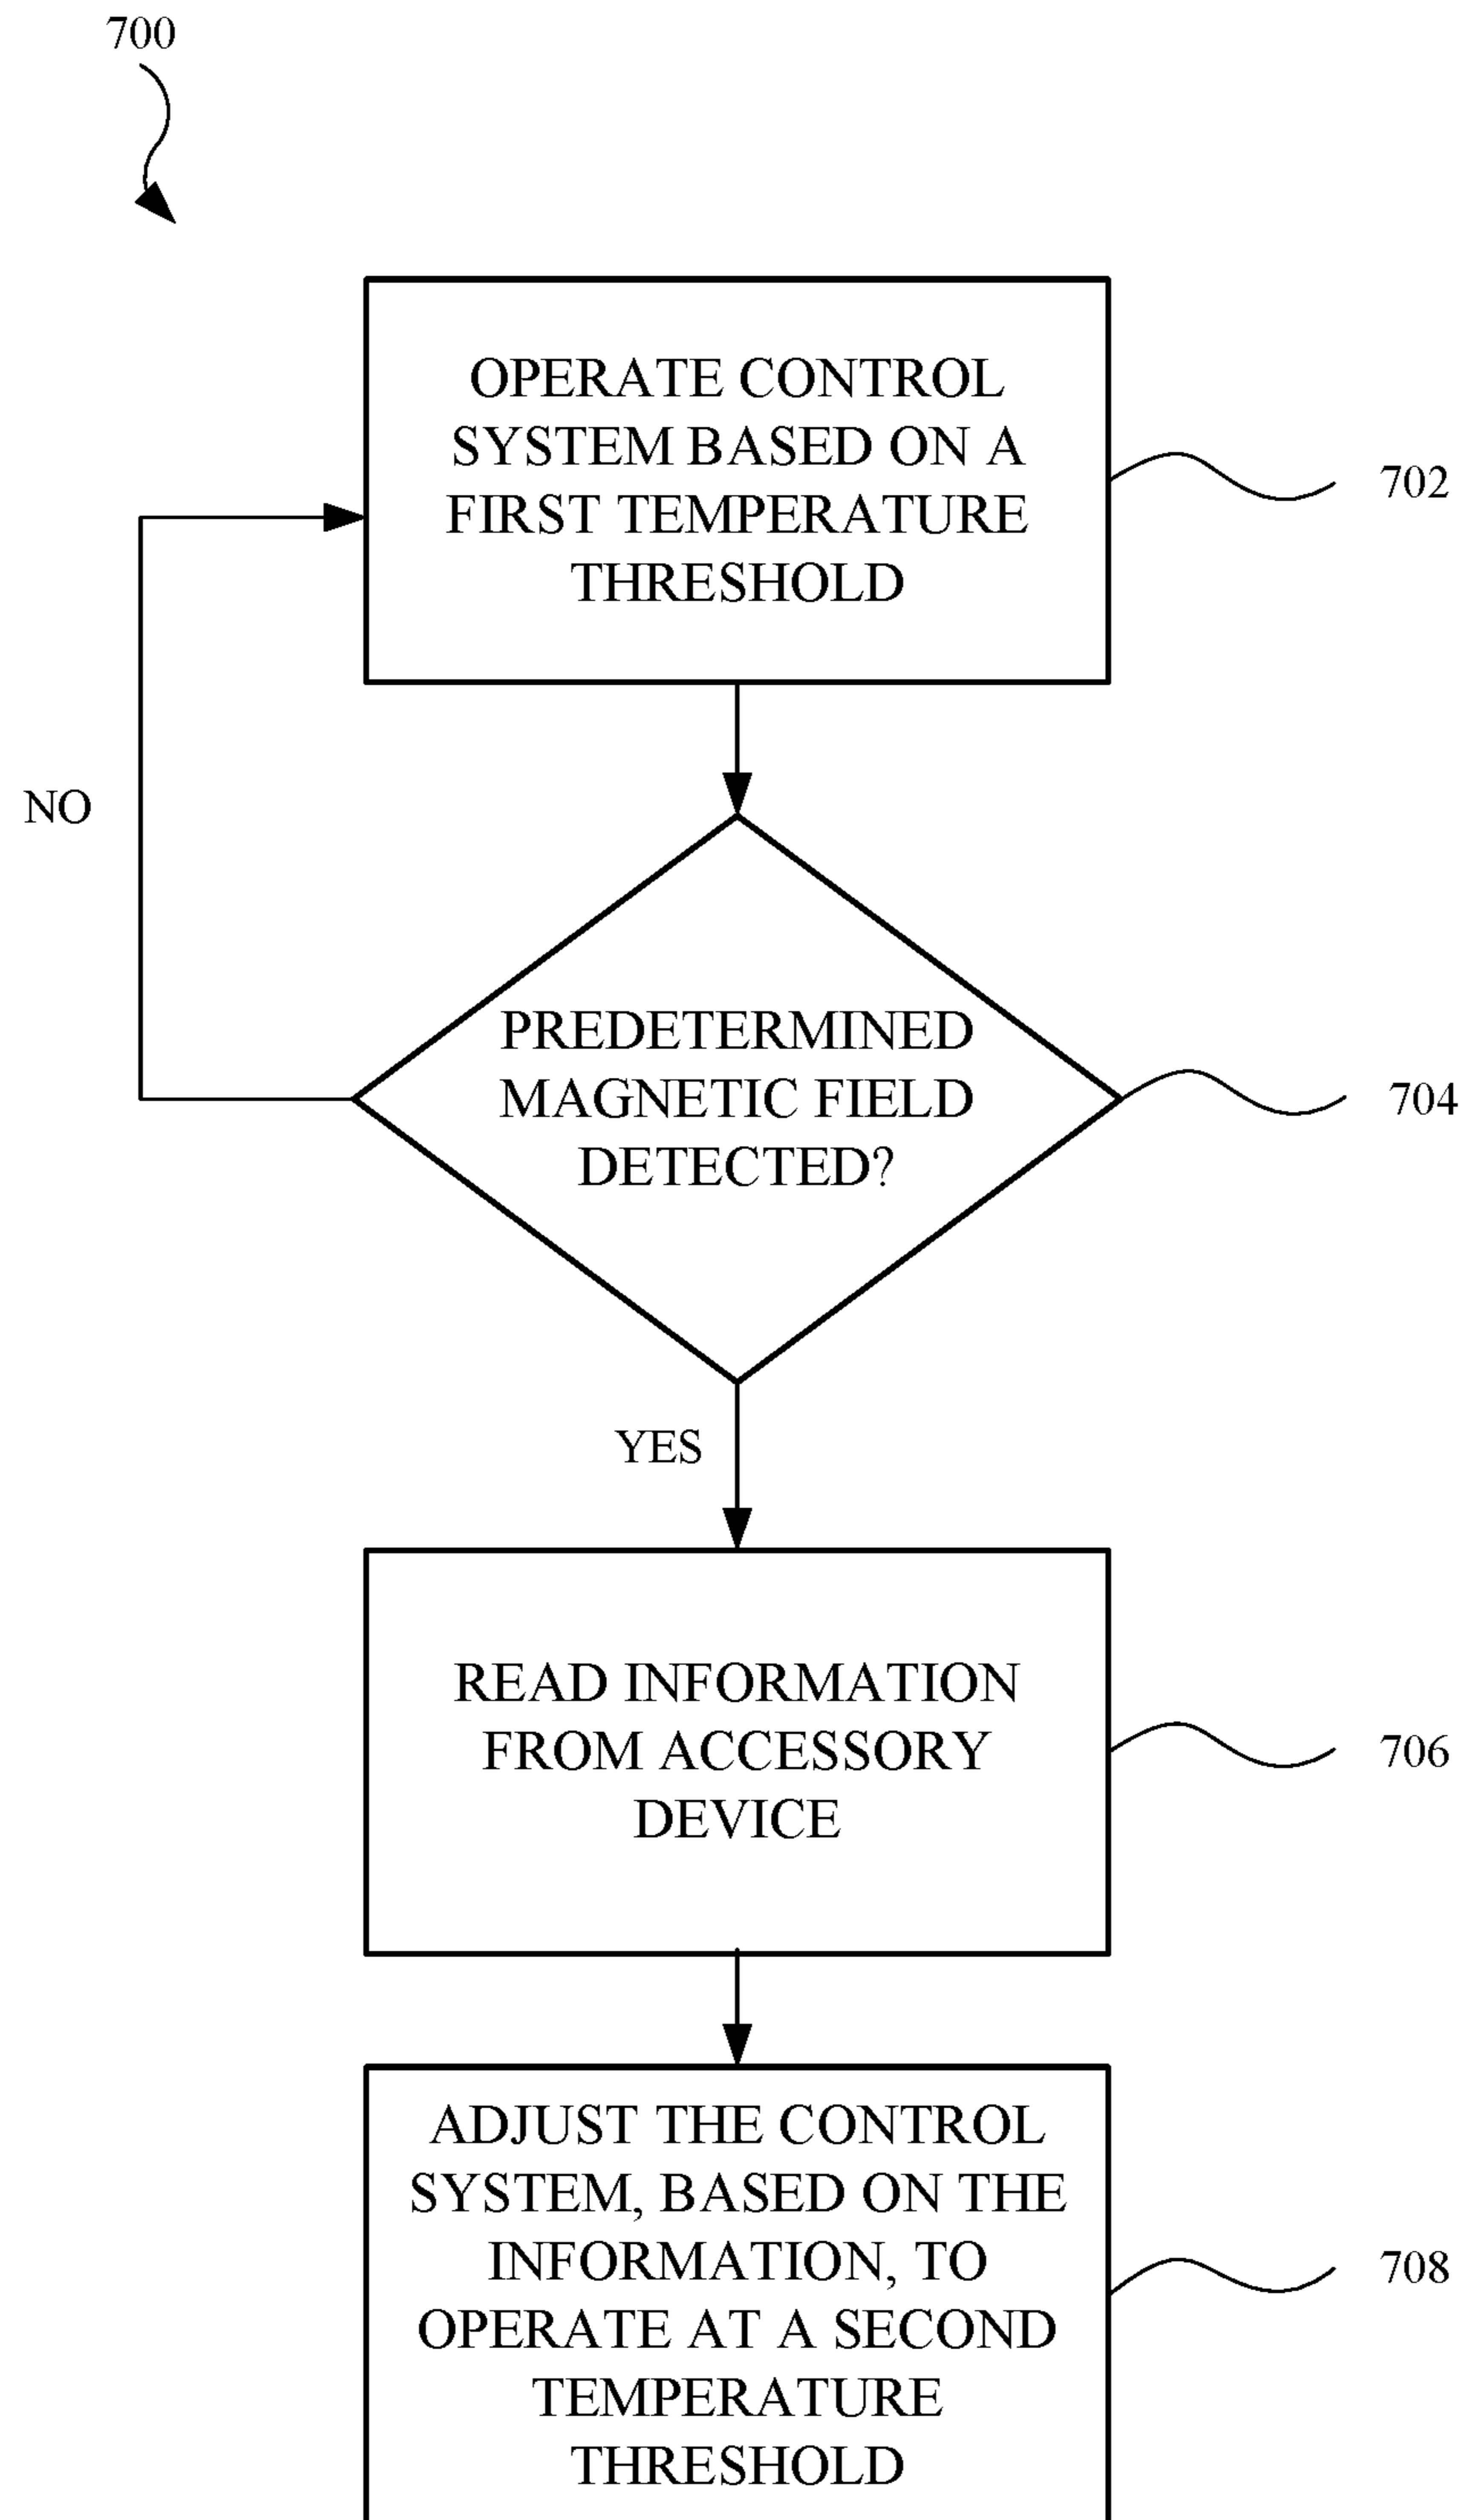 700
OPERATE CONTROL
SYSTEM BASED ON A
FIRST TEMPERATURE
THRESHOLD
702
NO
PREDETERMINED
MAGNETIC FIELD
DETECTED?
704
YES
READ INFORMATION
FROM ACCESSORY
DEVICE
706
ADJUST THE CONTROL
SYSTEM, BASED ON THE
INFORMATION, TO
OPERATE AT A SECOND
TEMPERATURE
THRESHOLD
708